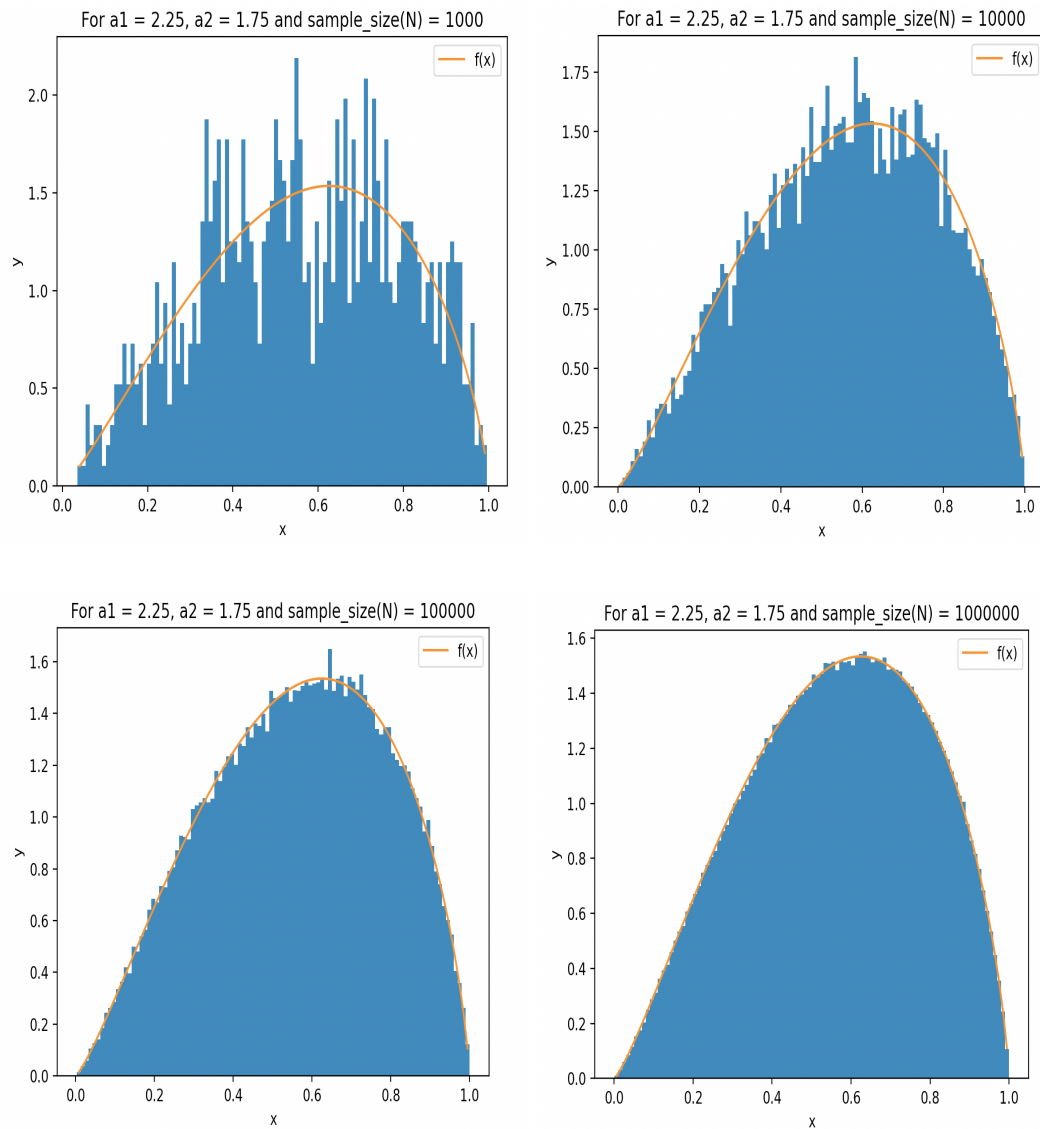 For a1 = 2.25, a2 = 1.75 and sample_size(N) = 1000
f(x)
2.0
1.5
1.0
0.5
0.0
y
0.0 0.2 0.4 0.6 0.8 1.0
x
For a1 = 2.25, a2 = 1.75 and sample_size(N) = 10000
f(x)
1.75
1.50
1.25
1.00
0.75
0.50
0.25
0.00
y
0.0 0.2 0.4 0.6 0.8 1.0
x
For a1 = 2.25, a2 = 1.75 and sample_size(N) = 100000
f(x)
1.6
1.4
1.2
1.0
0.8
0.6
0.4
0.2
0.0
y
0.0 0.2 0.4 0.6 0.8 1.0
x
For a1 = 2.25, a2 = 1.75 and sample_size(N) = 1000000
f(x)
1.6
1.4
1.2
1.0
0.8
0.6
0.4
0.2
0.0
y
0.0 0.2 0.4 0.6 0.8 1.0
x